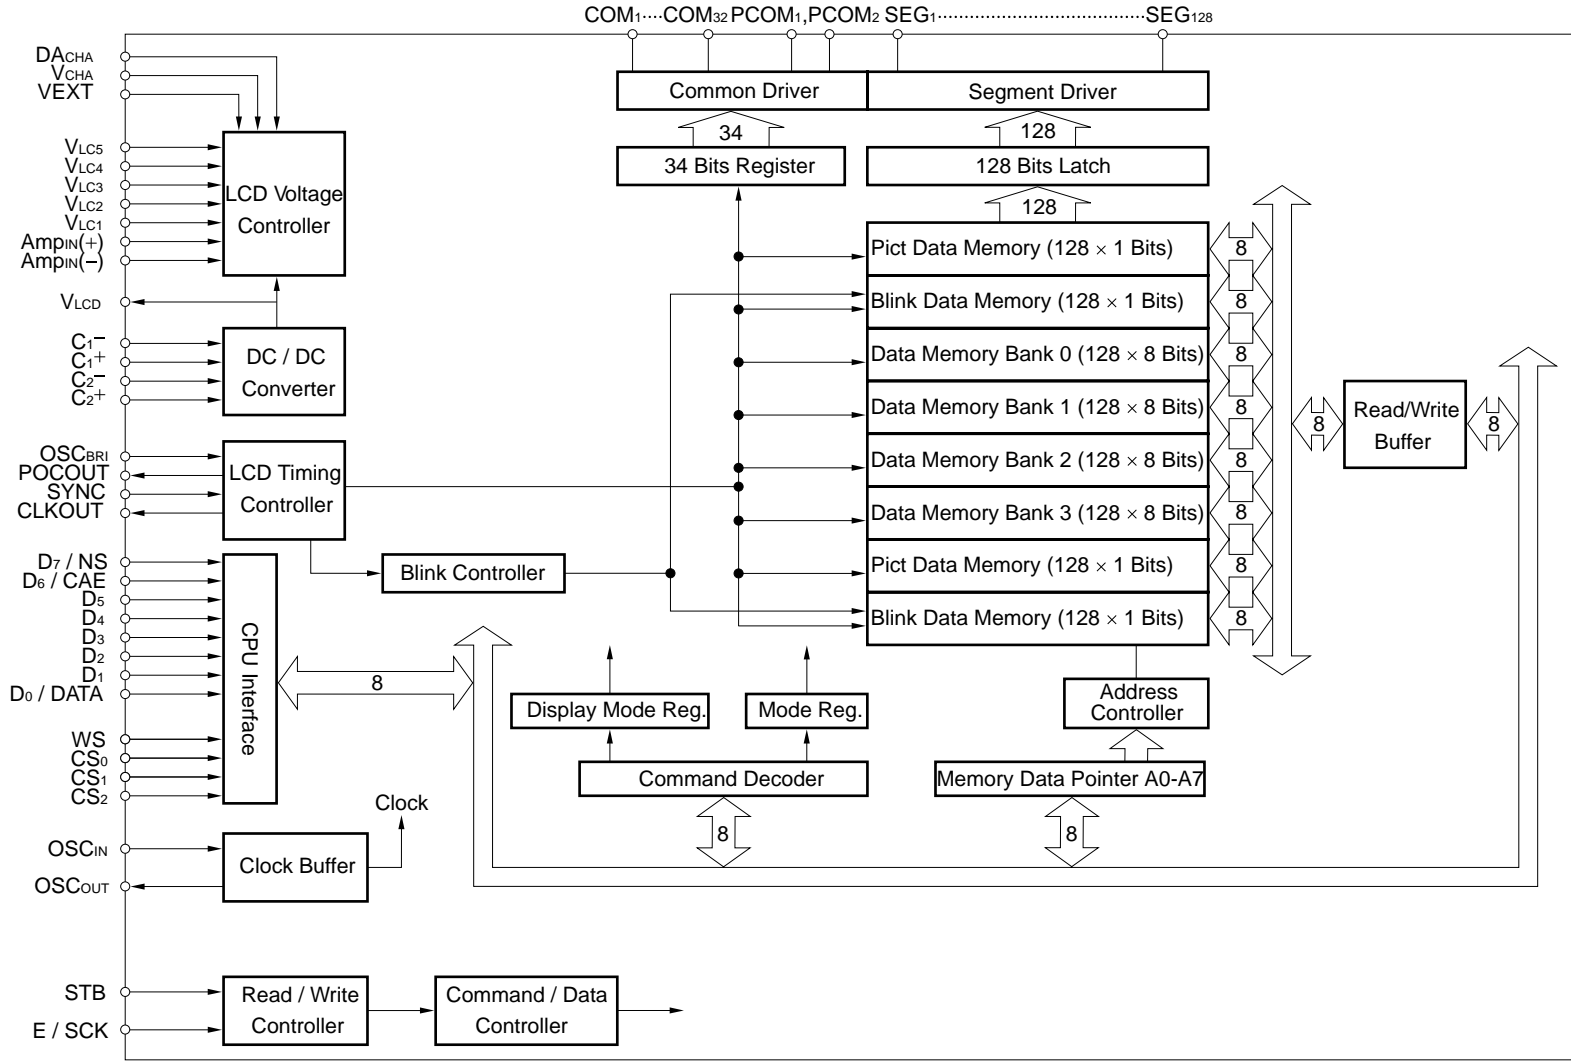 COM1····COM32 PCOM1,PCOM2 SEG1······································SEG128
DACHA
VCHA
VEXT
VLC5
VLC4
VLC3
VLC2
VLC1
AmpIN(+)
AmpIN(−)
LCD Voltage
Controller
VLCD
C1−
C1+
C2−
C2+
DC / DC
Converter
OSCBRI
POCOUT
SYNC
CLKOUT
LCD Timing
Controller
Blink Controller
D7 / NS
D6 / CAE
D5
D4
D3
D2
D1
D0 / DATA
WS
CS0
CS1
CS2
CPU Interface
8
Clock
OSCIN
OSCOUT
Clock Buffer
STB
E / SCK
Read / Write
Controller
Command / Data
Controller
Common Driver
Segment Driver
34
128
34 Bits Register
128 Bits Latch
128
Pict Data Memory (128 × 1 Bits)
8
Blink Data Memory (128 × 1 Bits)
8
Data Memory Bank 0 (128 × 8 Bits)
8
Data Memory Bank 1 (128 × 8 Bits)
8
Data Memory Bank 2 (128 × 8 Bits)
8
Data Memory Bank 3 (128 × 8 Bits)
8
Pict Data Memory (128 × 1 Bits)
8
Blink Data Memory (128 × 1 Bits)
8
8
Read/Write
Buffer
8
Display Mode Reg.
Mode Reg.
Address
Controller
Command Decoder
Memory Data Pointer A0-A7
8
8